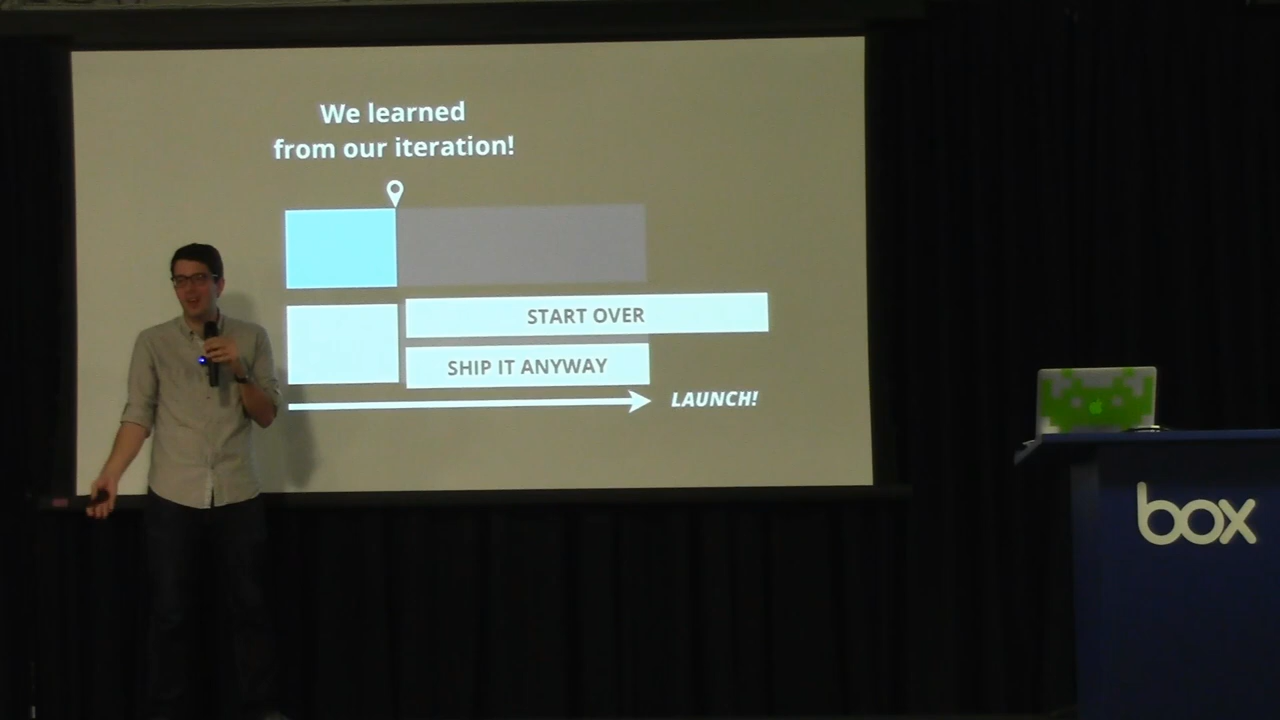 We learned
from our iteration!
START OVER
SHIP IT ANYWAY
LAUNCH!
box